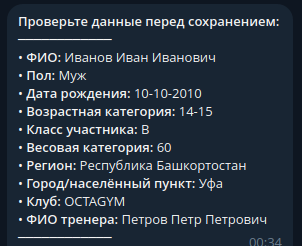 Проверьте данные перед сохранением:
────────────
• ФИО: Иванов Иван Иванович
• Пол: Муж
• Дата рождения: 10-10-2010
• Возрастная категория: 14-15
• Класс участника: B
• Весовая категория: 60
• Регион: Республика Башкортостан
• Город/населённый пункт: Уфа
• Клуб: OCTAGYM
• ФИО тренера: Петров Петр Петрович
────────────
00:34